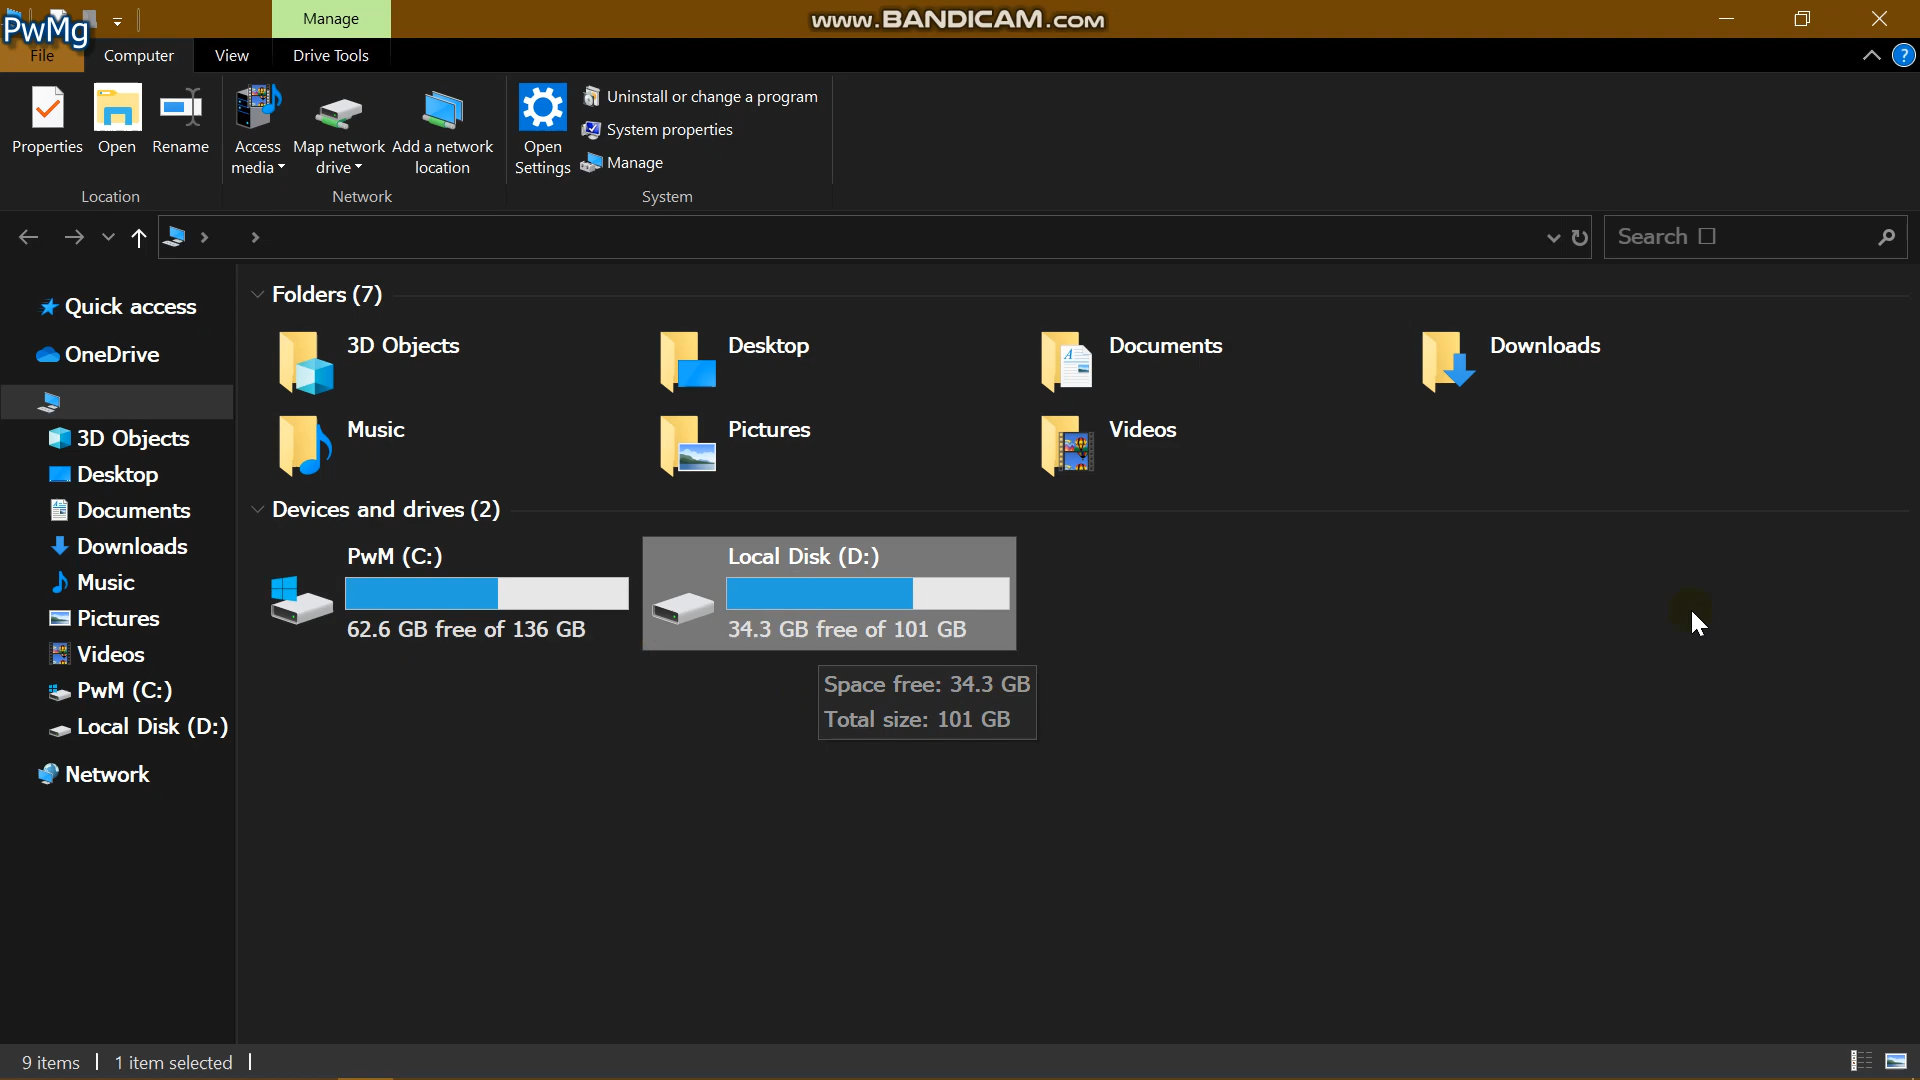 PwMg
Manage
www.BANDICAM.com
File
Computer
View
Drive Tools
Properties
Open
Rename
Access media
Map network drive
Add a network location
Open Settings
Uninstall or change a program
System properties
Manage
Location
Network
System
Search
Quick access
OneDrive
3D Objects
Desktop
Documents
Downloads
Music
Pictures
Videos
PwM (C:)
Local Disk (D:)
Network
Folders (7)
3D Objects
Desktop
Documents
Downloads
Music
Pictures
Videos
Devices and drives (2)
PwM (C:)
62.6 GB free of 136 GB
Local Disk (D:)
34.3 GB free of 101 GB
Space free: 34.3 GB
Total size: 101 GB
9 items
1 item selected